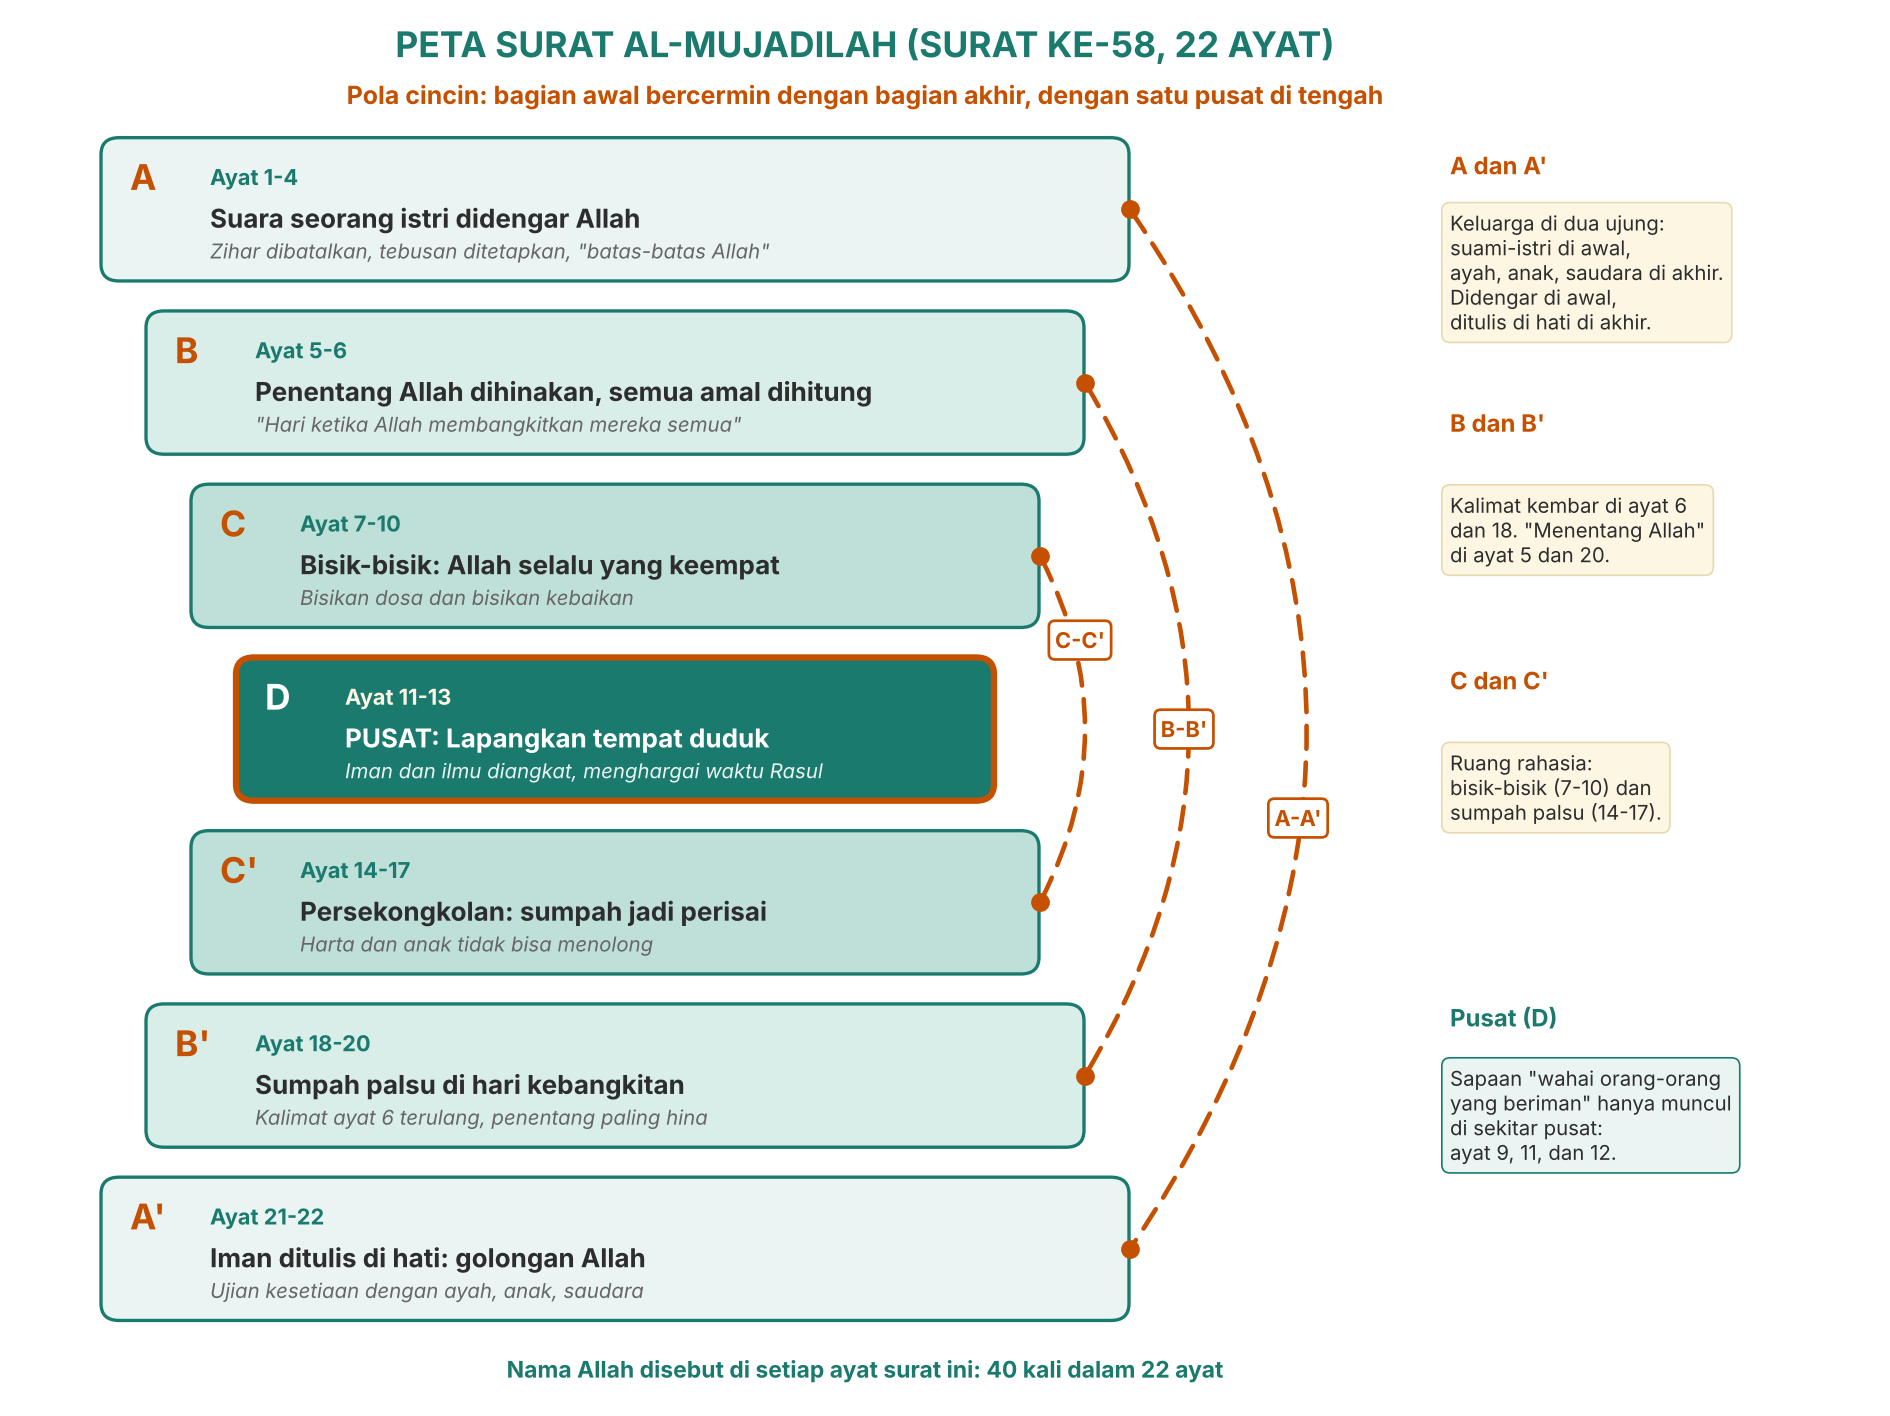 PETA SURAT AL-MUJADILAH (SURAT KE-58, 22 AYAT)
Pola cincin: bagian awal bercermin dengan bagian akhir, dengan satu pusat di tengah
A
Ayat 1-4
Suara seorang istri didengar Allah
Zihar dibatalkan, tebusan ditetapkan, "batas-batas Allah"
B
Ayat 5-6
Penentang Allah dihinakan, semua amal dihitung
"Hari ketika Allah membangkitkan mereka semua"
C
Ayat 7-10
Bisik-bisik: Allah selalu yang keempat
Bisikan dosa dan bisikan kebaikan
D
Ayat 11-13
PUSAT: Lapangkan tempat duduk
Iman dan ilmu diangkat, menghargai waktu Rasul
C'
Ayat 14-17
Persekongkolan: sumpah jadi perisai
Harta dan anak tidak bisa menolong
B'
Ayat 18-20
Sumpah palsu di hari kebangkitan
Kalimat ayat 6 terulang, penentang paling hina
A'
Ayat 21-22
Iman ditulis di hati: golongan Allah
Ujian kesetiaan dengan ayah, anak, saudara
C-C'
B-B'
A-A'
A dan A'
Keluarga di dua ujung:
suami-istri di awal,
ayah, anak, saudara di akhir.
Didengar di awal,
ditulis di hati di akhir.
B dan B'
Kalimat kembar di ayat 6
dan 18. "Menentang Allah"
di ayat 5 dan 20.
C dan C'
Ruang rahasia:
bisik-bisik (7-10) dan
sumpah palsu (14-17).
Pusat (D)
Sapaan "wahai orang-orang
yang beriman" hanya muncul
di sekitar pusat:
ayat 9, 11, dan 12.
Nama Allah disebut di setiap ayat surat ini: 40 kali dalam 22 ayat